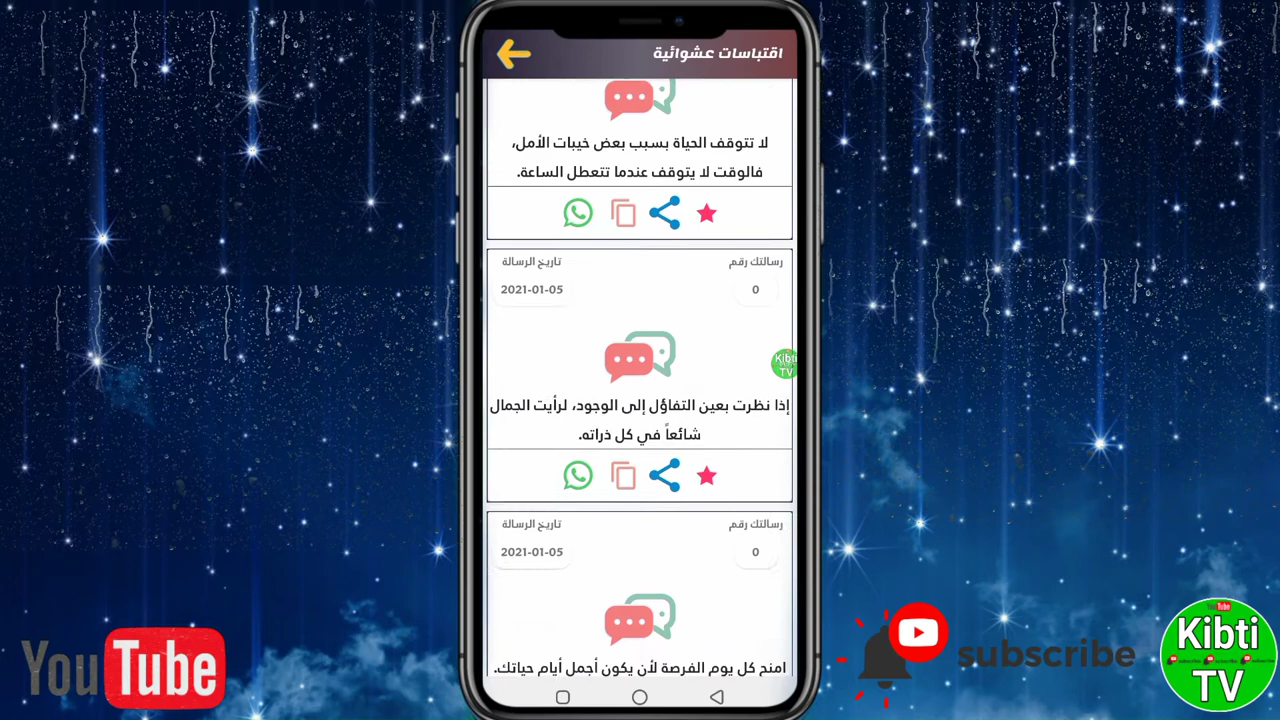 اقتباسات عشوائية
لا تتوقف الحياة بسبب بعض خيبات الأمل،
فالوقت لا يتوقف عندما تتعطل الساعة.
رسالتك رقم
تاريخ الرسالة
0
2021-01-05
إذا نظرت بعين التفاؤل إلى الوجود، لرأيت الجمال
شائعاً في كل ذراته.
رسالتك رقم
تاريخ الرسالة
0
2021-01-05
امنح كل يوم الفرصة لأن يكون أجمل أيام حياتك.
Kibti
TV
YouTube
subscribe
YouTube
Kibti
TV